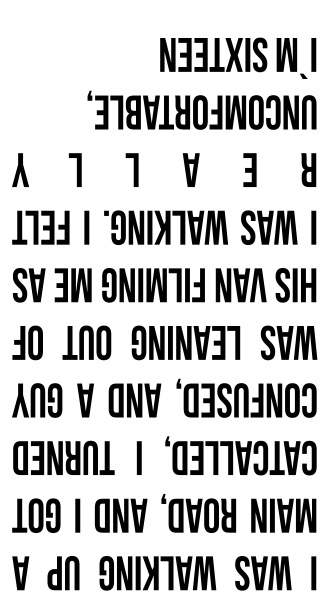 I WAS WALKING UP A
MAIN ROAD, AND I GOT
CATCALLED, I TURNED
CONFUSED, AND A GUY
WAS LEANING OUT OF
HIS VAN FILMING ME AS
I WAS WALKING. I FELT
R E A L L Y
UNCOMFORTABLE,
I`M SIXTEEN